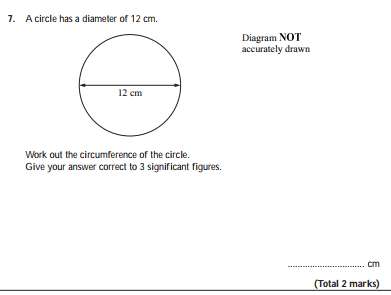 7. A circle has a diameter of 12 cm.
Diagram NOT
accurately drawn
12 cm
Work out the circumference of the circle.
Give your answer correct to 3 significant figures.
.............................. cm
(Total 2 marks)